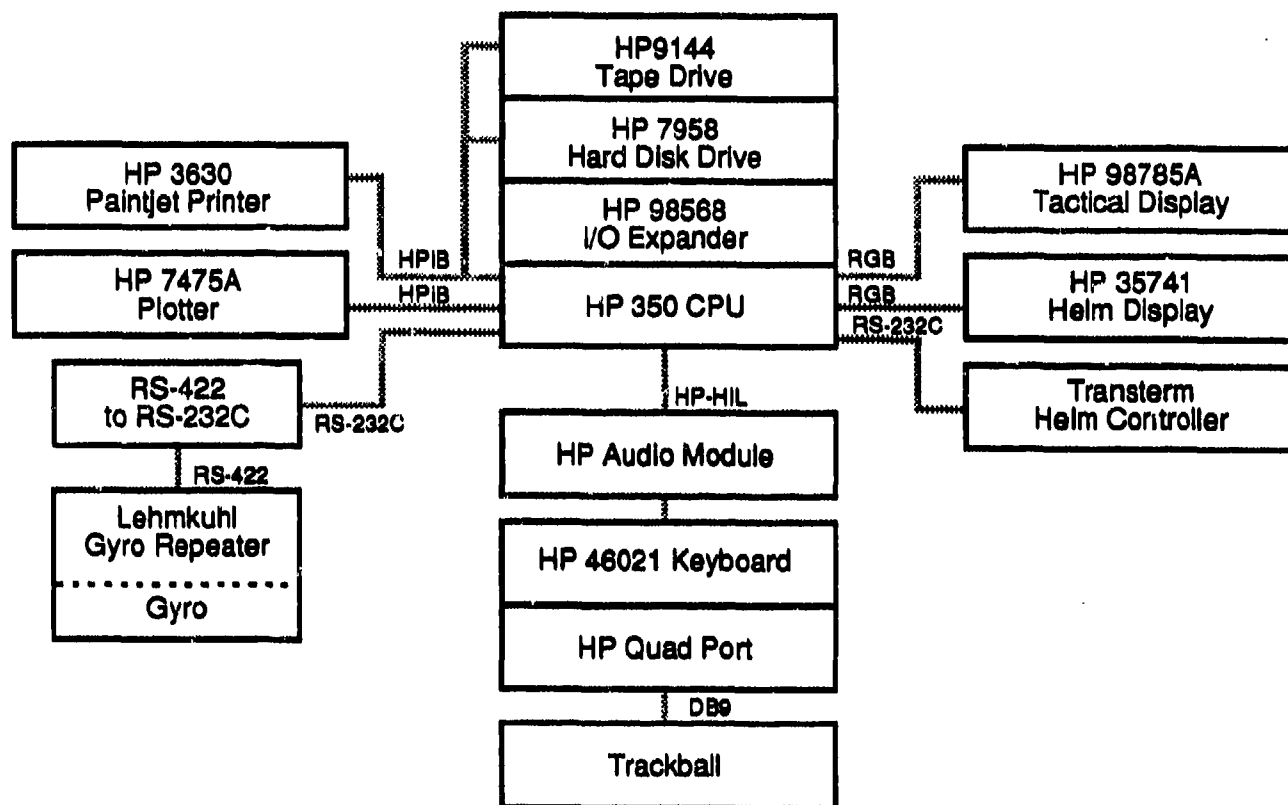 HP9144
Tape Drive
HP 7958
Hard Disk Drive
HP 98568
I/O Expander
HP 350 CPU
HP 3630
Paintjet Printer
HPIB
HP 7475A
Plotter
HPIB
RS-422
to RS-232C
RS-232C
RS-422
Lehmkuhl
Gyro Repeater
Gyro
RGB
HP 98785A
Tactical Display
RGB
HP 35741
Helm Display
RS-232C
Transterm
Helm Controller
HP-HIL
HP Audio Module
HP 46021 Keyboard
HP Quad Port
DB9
Trackball